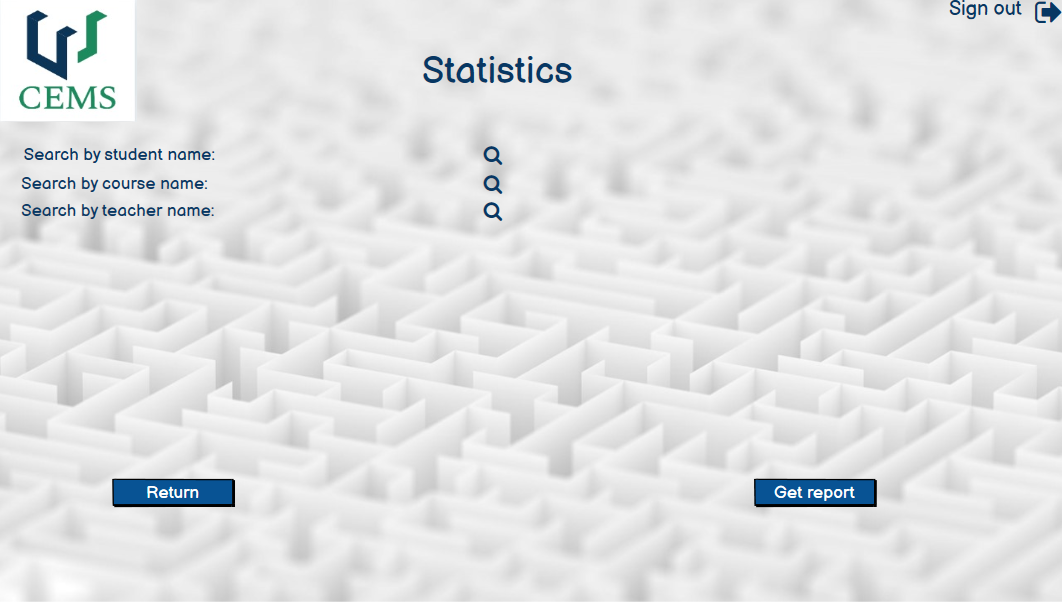 Sign out
Statistics
CEMS
Search by student name:
Search by course name:
Search by teacher name:
Return
Get report